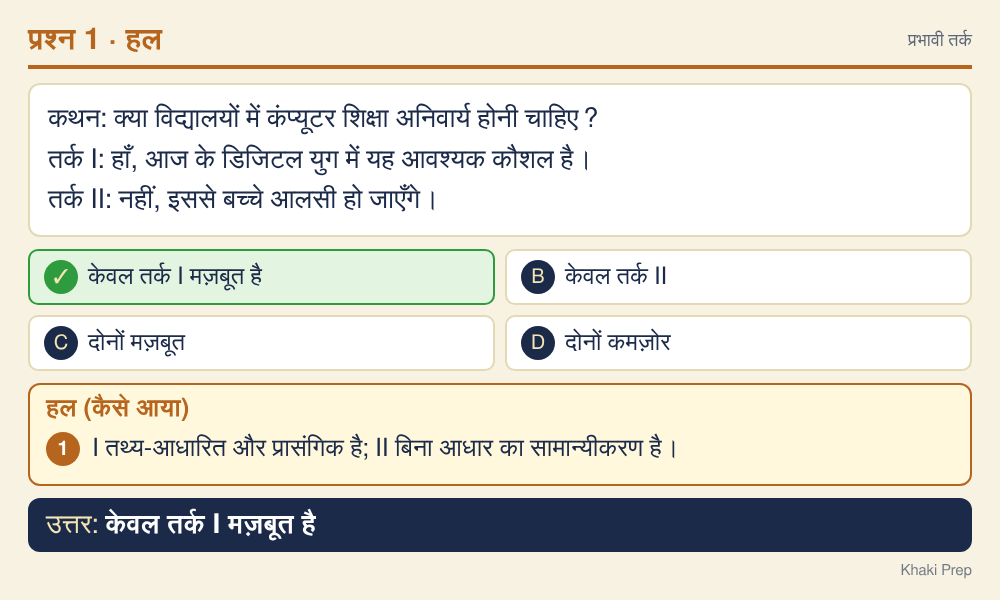 प्रश्न 1 · हल
प्रभावी तर्क
कथन: क्या विद्यालयों में कंप्यूटर शिक्षा अनिवार्य होनी चाहिए ?
तर्क I: हाँ, आज के डिजिटल युग में यह आवश्यक कौशल है।
तर्क II: नहीं, इससे बच्चे आलसी हो जाएँगे।
✓ केवल तर्क I मज़बूत है
B केवल तर्क II
C दोनों मज़बूत
D दोनों कमज़ोर
हल (कैसे आया)
1 I तथ्य-आधारित और प्रासंगिक है; II बिना आधार का सामान्यीकरण है।
उत्तर: केवल तर्क I मज़बूत है
Khaki Prep